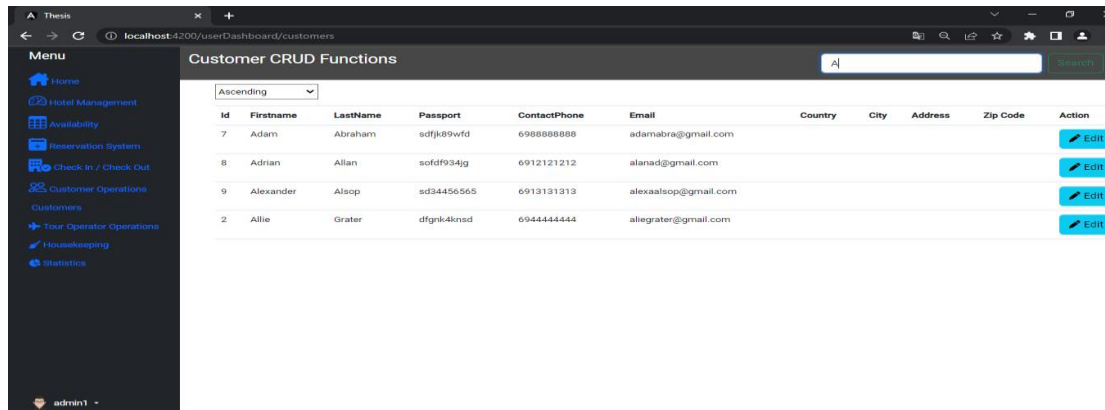 Thesis
localhost:4200/userDashboard/customers
Menu
Customer CRUD Functions
A
Search
Home
Hotel Management
Availability
Reservation System
Check In / Check Out
Customer Operations
Customers
Tour Operator Operations
Housekeeping
Statistics
Ascending
Id Firstname LastName Passport ContactPhone Email Country City Address Zip Code Action
7 Adam Abraham sdfjk89wfd 6988888888 adamabra@gmail.com Edit
8 Adrian Allan sofdf934jg 6912121212 alanad@gmail.com Edit
9 Alexander Alsop sd34456565 6913131313 alexaalsop@gmail.com Edit
2 Allie Grater dfgnk4knsd 6944444444 aliegrater@gmail.com Edit
admin1